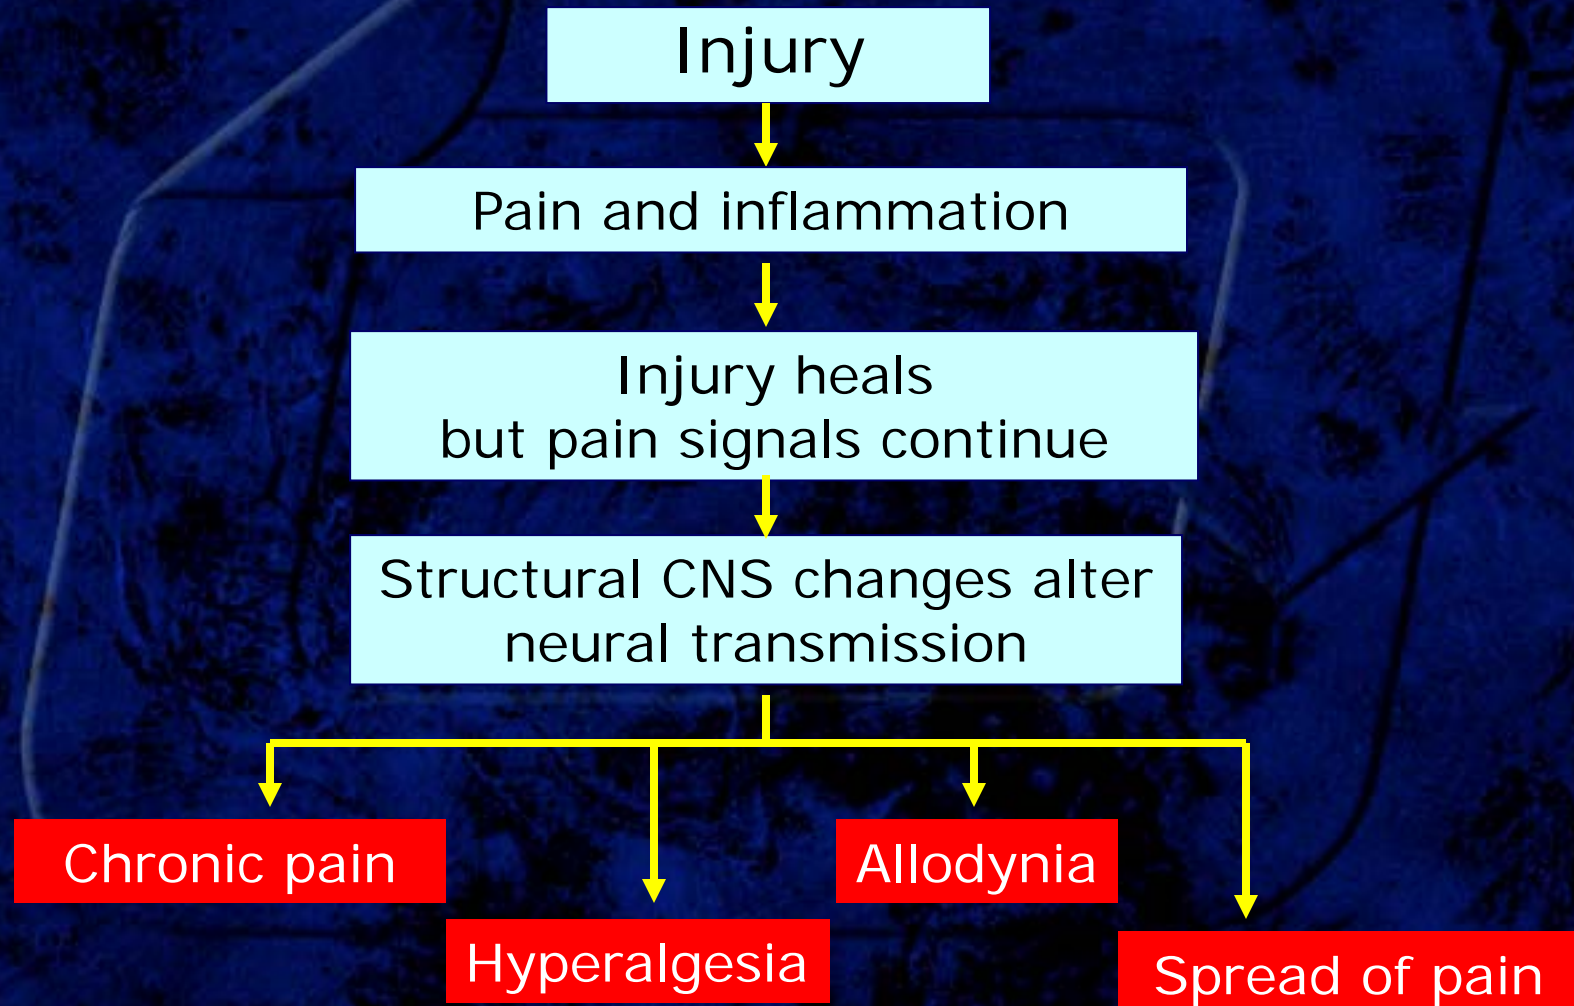 Injury
Pain and inflammation
Injury heals
but pain signals continue
Structural CNS changes alter
neural transmission
Chronic pain
Allodynia
Hyperalgesia
Spread of pain